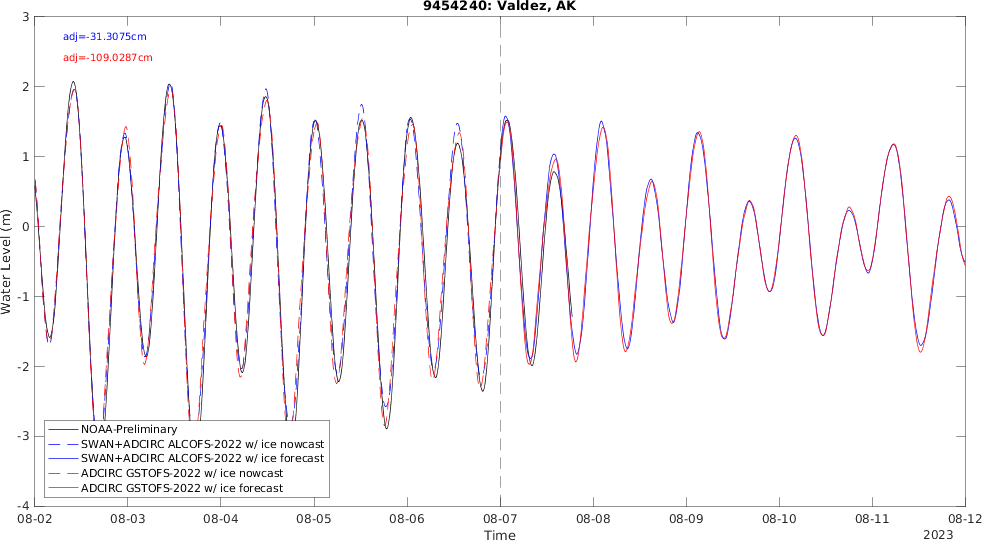 9454240: Valdez, AK
adj=-31.3075cm
adj=-109.0287cm
Water Level (m)
3
2
1
0
-1
-2
-3
-4
NOAA-Preliminary
SWAN+ADCIRC ALCOFS-2022 w/ ice nowcast
SWAN+ADCIRC ALCOFS-2022 w/ ice forecast
ADCIRC GSTOFS-2022 w/ ice nowcast
ADCIRC GSTOFS-2022 w/ ice forecast
08-02 08-03 08-04 08-05 08-06 08-07 08-08 08-09 08-10 08-11 08-12
Time
2023